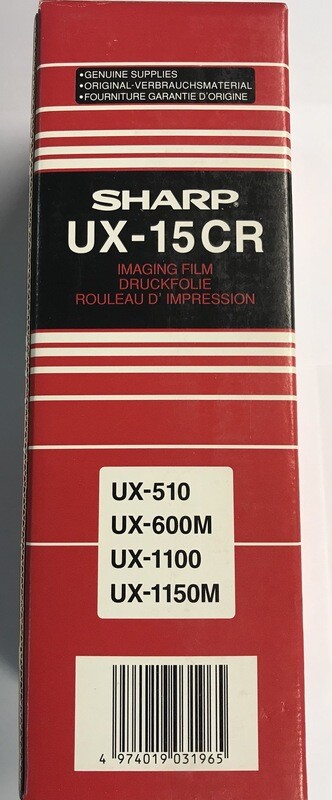 •GENUINE SUPPLIES
•ORIGINAL-VERBRAUCHSMATERIAL
•FOURNITURE GARANTIE D'ORIGINE
SHARP®
UX-15CR
IMAGING FILM
DRUCKFOLIE
ROULEAU D' IMPRESSION
UX-510
UX-600M
UX-1100
UX-1150M
4 974019 031965